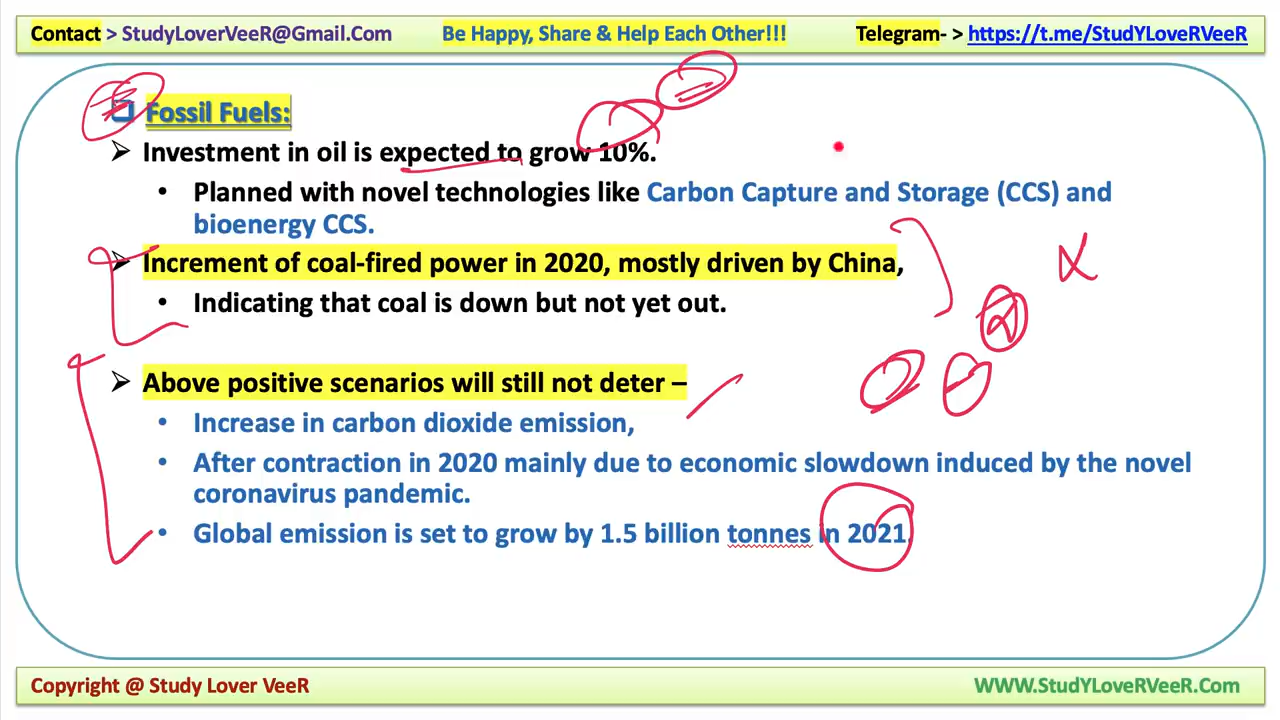 Contact > StudyLoverVeeR@Gmail.Com Be Happy, Share & Help Each Other!!! Telegram- > https://t.me/StudYLoveRVeeR
Fossil Fuels:
➤ Investment in oil is expected to grow 10%.
• Planned with novel technologies like Carbon Capture and Storage (CCS) and
bioenergy CCS.
➤ Increment of coal-fired power in 2020, mostly driven by China,
• Indicating that coal is down but not yet out.
➤ Above positive scenarios will still not deter –
• Increase in carbon dioxide emission,
• After contraction in 2020 mainly due to economic slowdown induced by the novel
coronavirus pandemic.
• Global emission is set to grow by 1.5 billion tonnes in 2021.
Copyright @ Study Lover VeeR WWW.StudYLoveRVeeR.Com